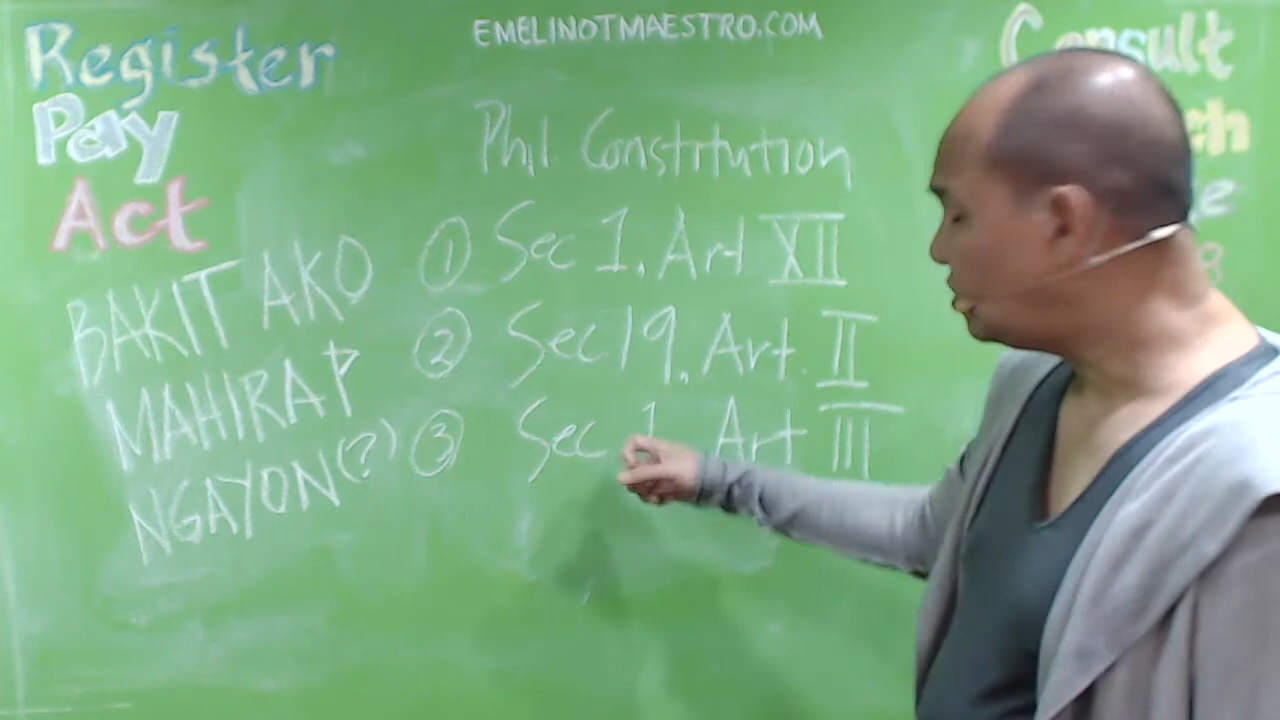 EMELINOTMAESTRO.COM
Register
Pay
Act
Consult
Phil Constitution
① Sec 1, Art XII
② Sec 19, Art. II
③ Sec 1 Art III
BAKIT AKO
MAHIRAP
NGAYON(?)